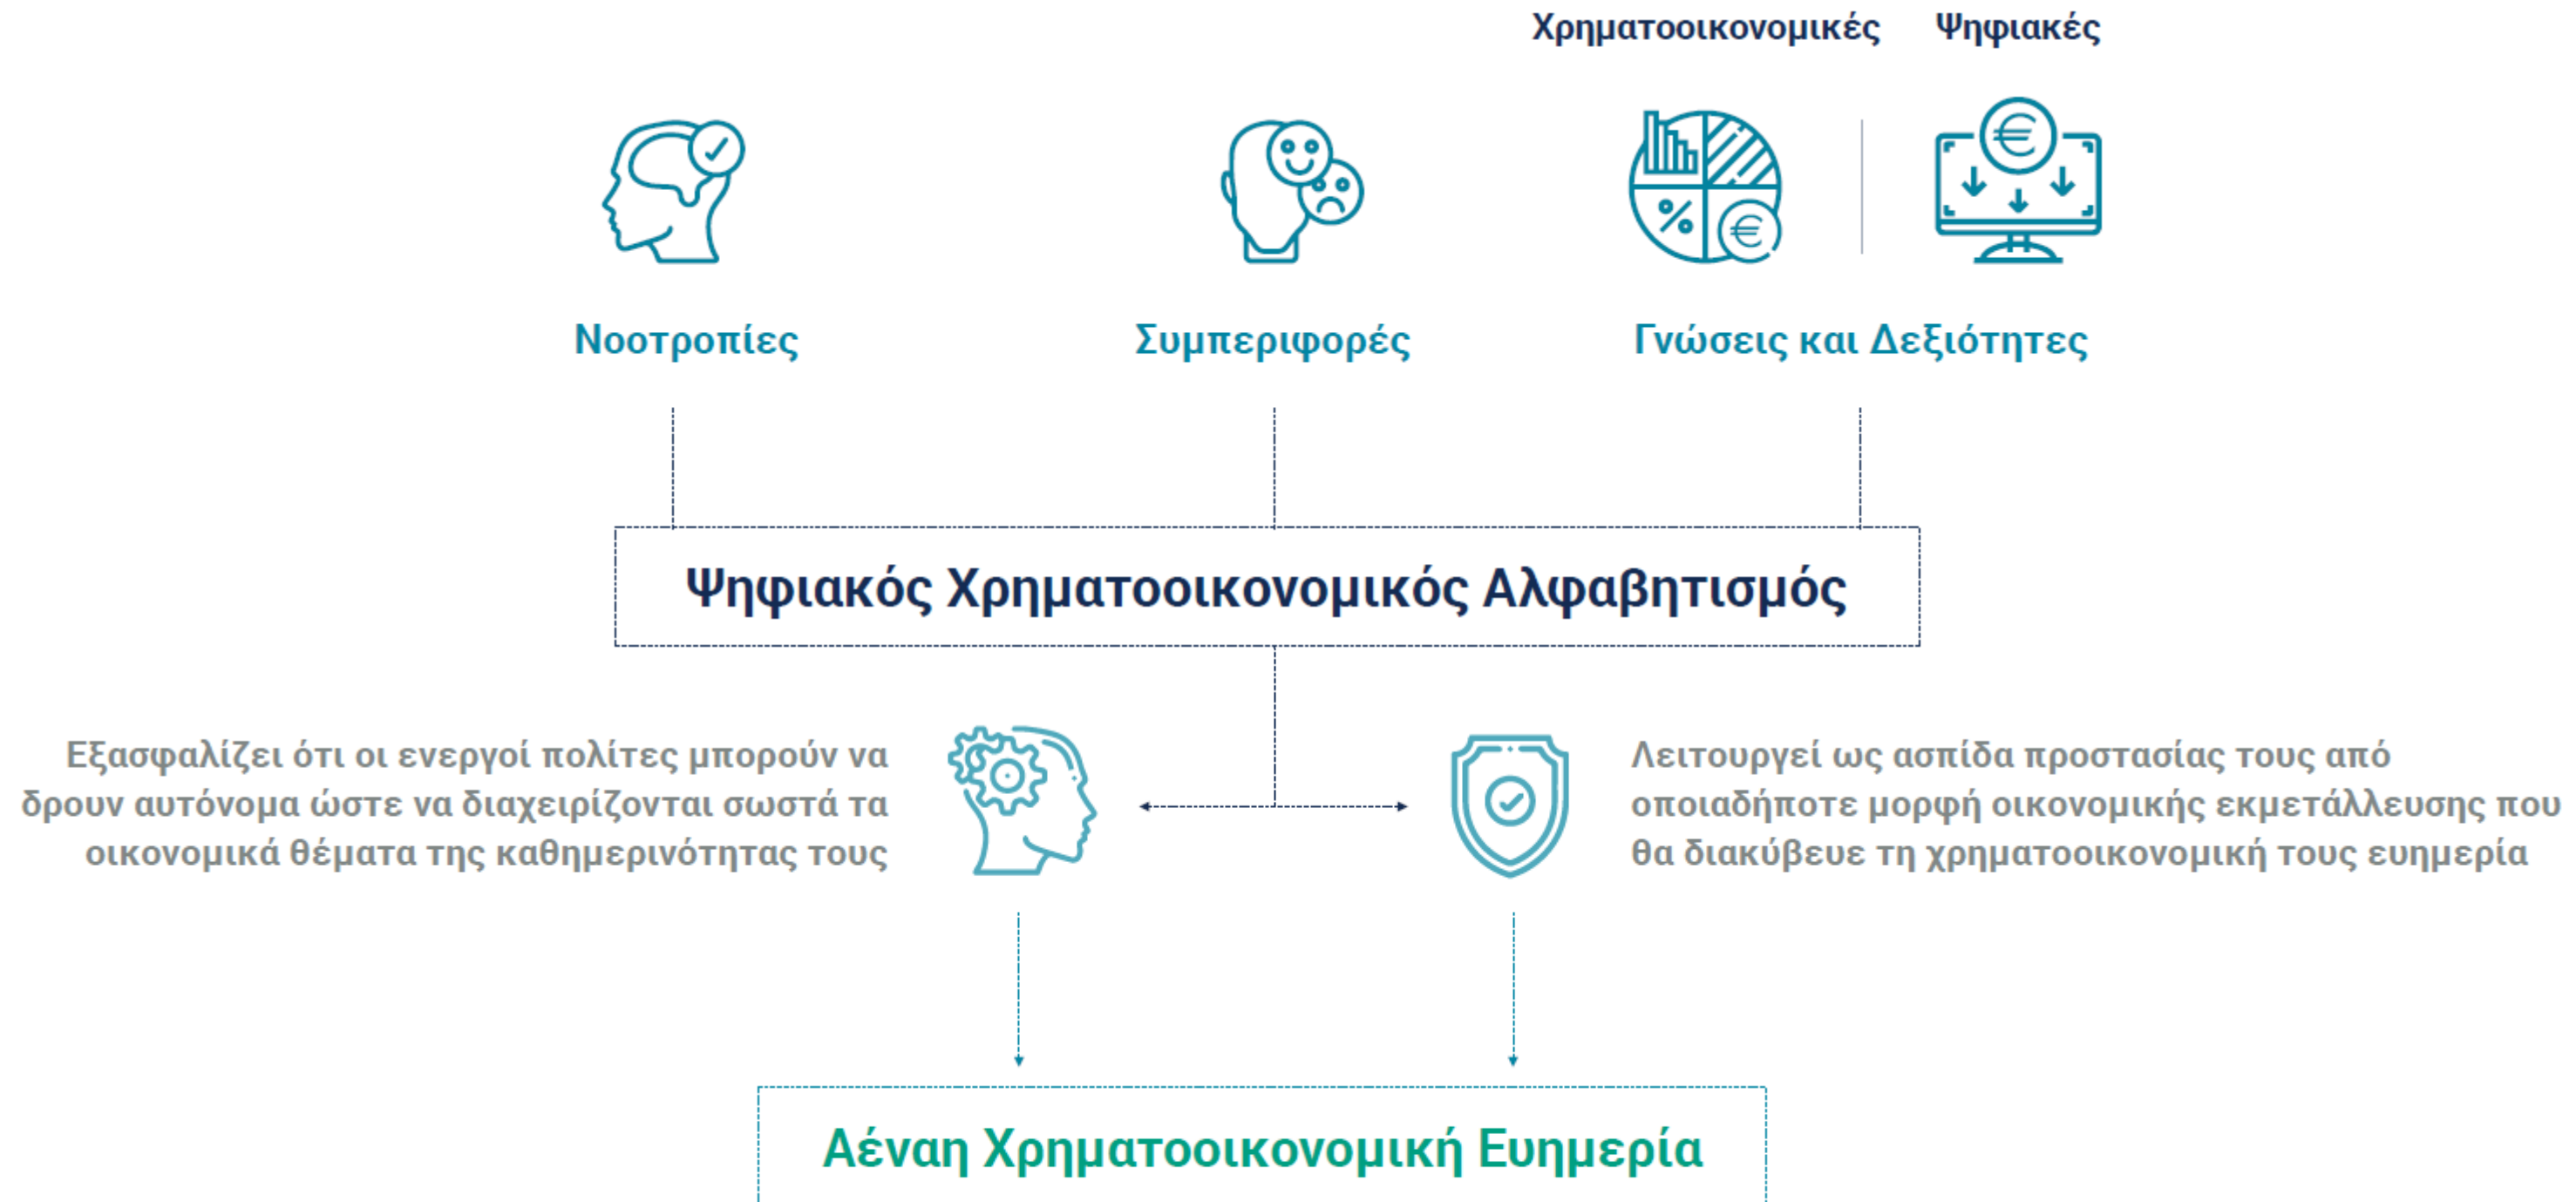 Χρηματοοικονομικές Ψηφιακές
Νοοτροπίες
Συμπεριφορές
Γνώσεις και Δεξιότητες
Ψηφιακός Χρηματοοικονομικός Αλφαβητισμός
Εξασφαλίζει ότι οι ενεργοί πολίτες μπορούν να
δρουν αυτόνομα ώστε να διαχειρίζονται σωστά τα
οικονομικά θέματα της καθημερινότητας τους
Λειτουργεί ως ασπίδα προστασίας τους από
οποιαδήποτε μορφή οικονομικής εκμετάλλευσης που
θα διακύβευε τη χρηματοοικονομική τους ευημερία
Αέναη Χρηματοοικονομική Ευημερία